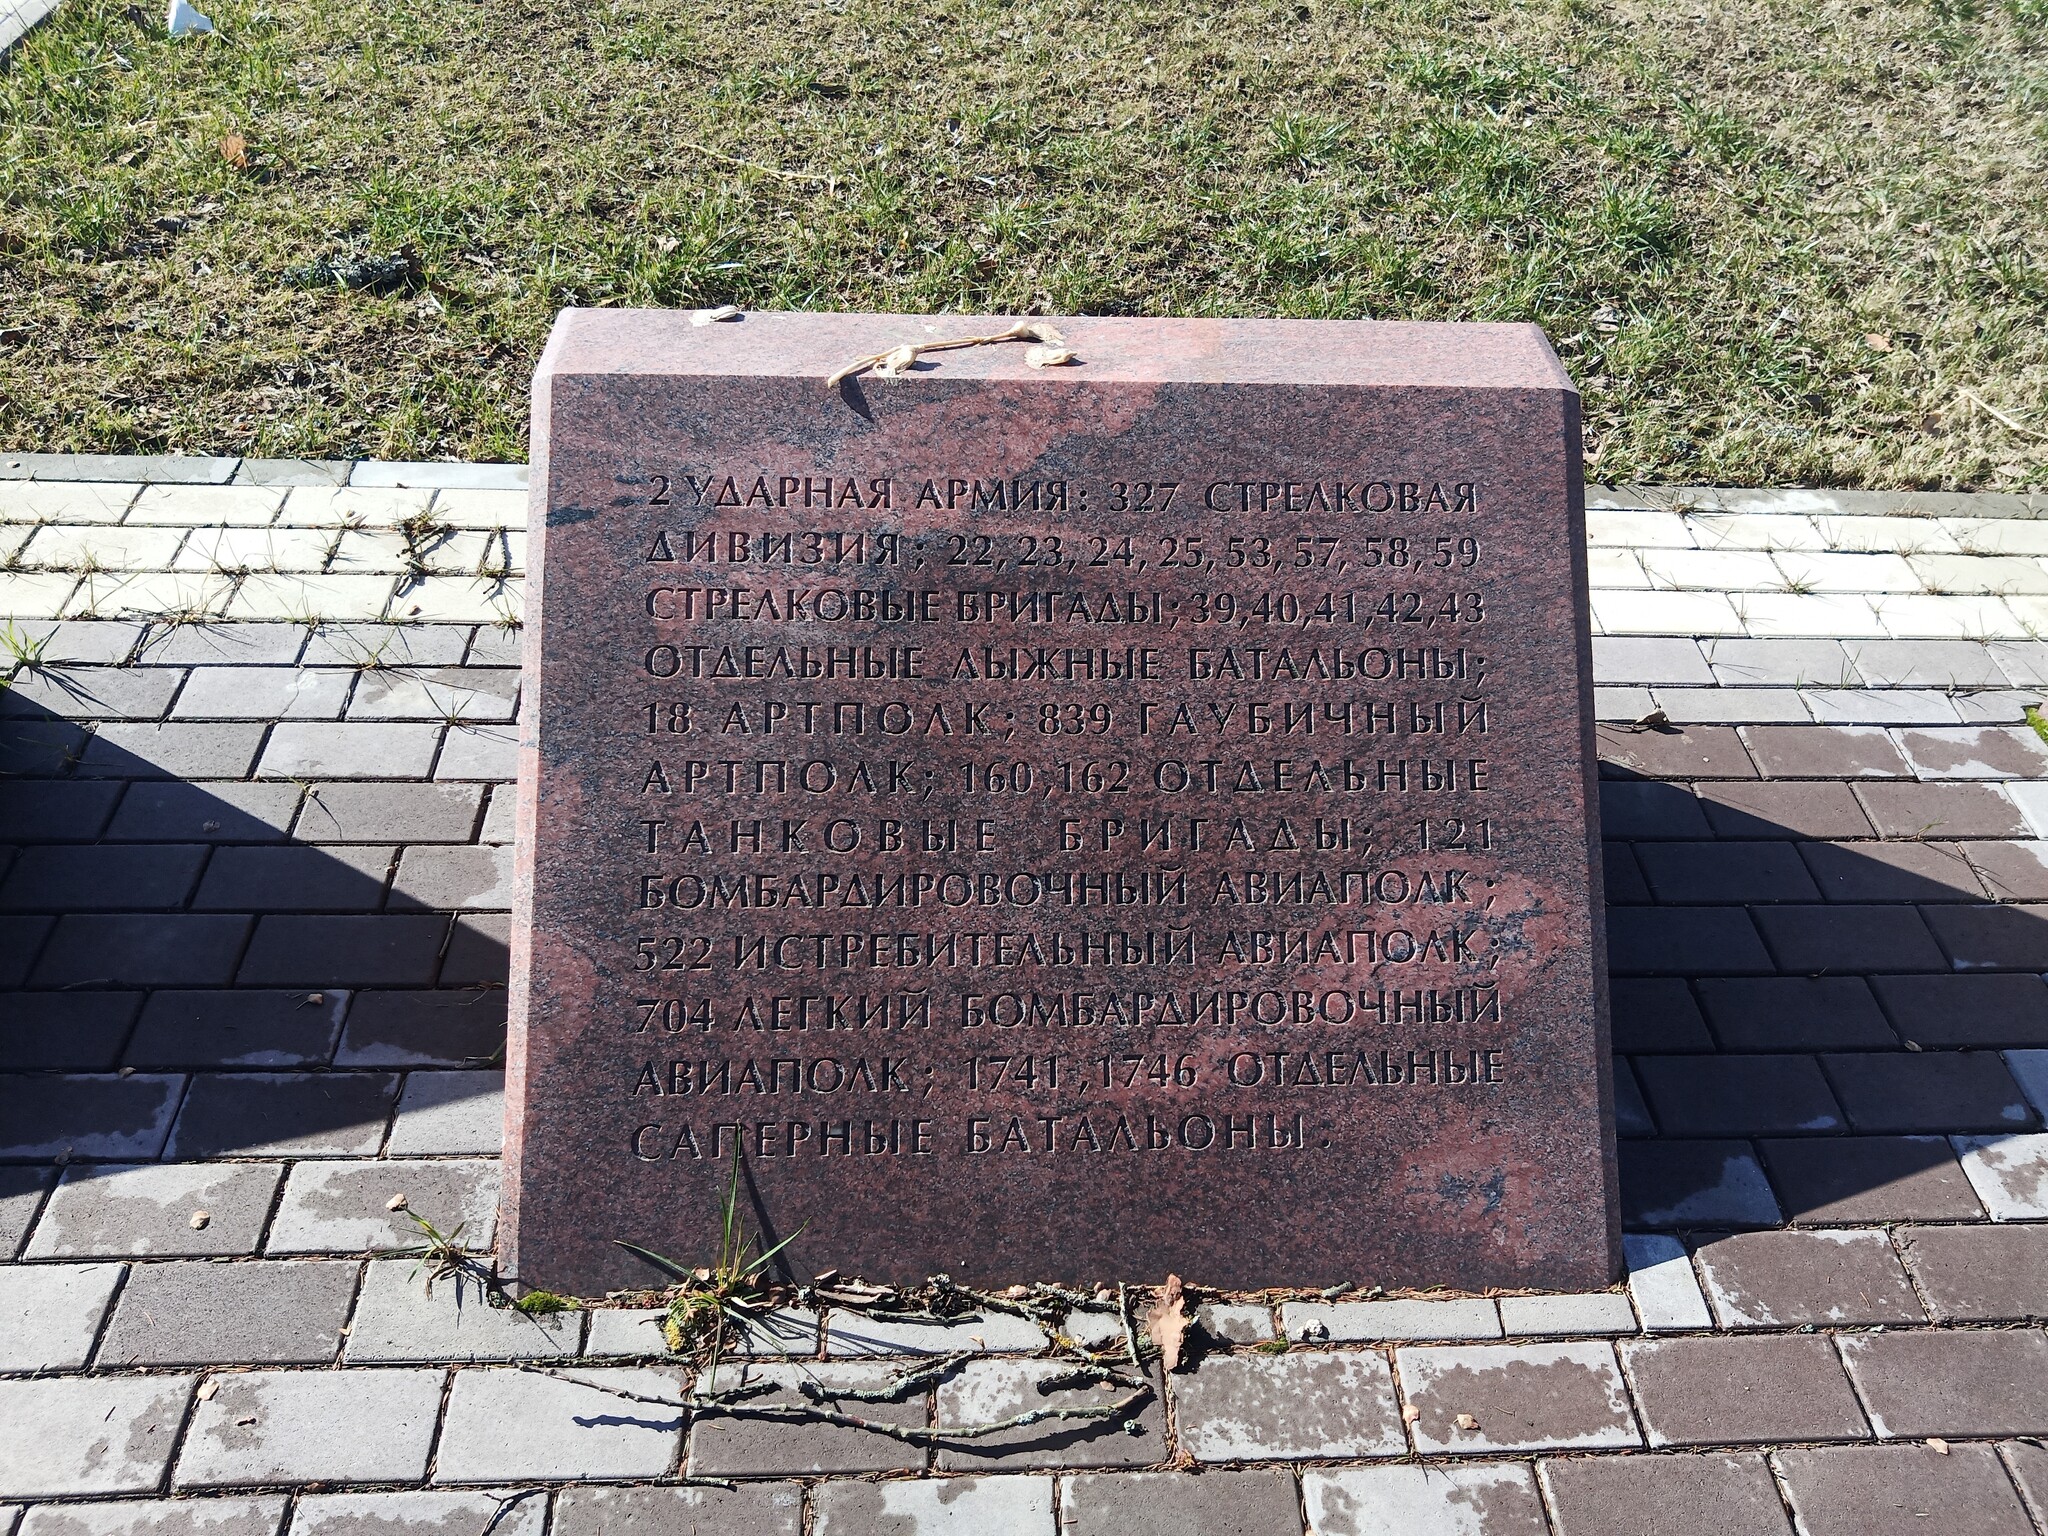 2 УДАРНАЯ АРМИЯ: 327 СТРЕЛКОВАЯ
ДИВИЗИЯ; 22, 23, 24, 25, 53, 57, 58, 59
СТРЕЛКОВЫЕ БРИГАДЫ; 39,40,41,42,43
ОТДЕЛЬНЫЕ ЛЫЖНЫЕ БАТАЛЬОНЫ;
18 АРТПОЛК; 839 ГАУБИЧНЫЙ
АРТПОЛК; 160,162 ОТДЕЛЬНЫЕ
ТАНКОВЫЕ БРИГАДЫ; 121
БОМБАРДИРОВОЧНЫЙ АВИАПОЛК;
522 ИСТРЕБИТЕЛЬНЫЙ АВИАПОЛК;
704 ЛЕГКИЙ БОМБАРДИРОВОЧНЫЙ
АВИАПОЛК; 1741,1746 ОТДЕЛЬНЫЕ
САПЕРНЫЕ БАТАЛЬОНЫ.